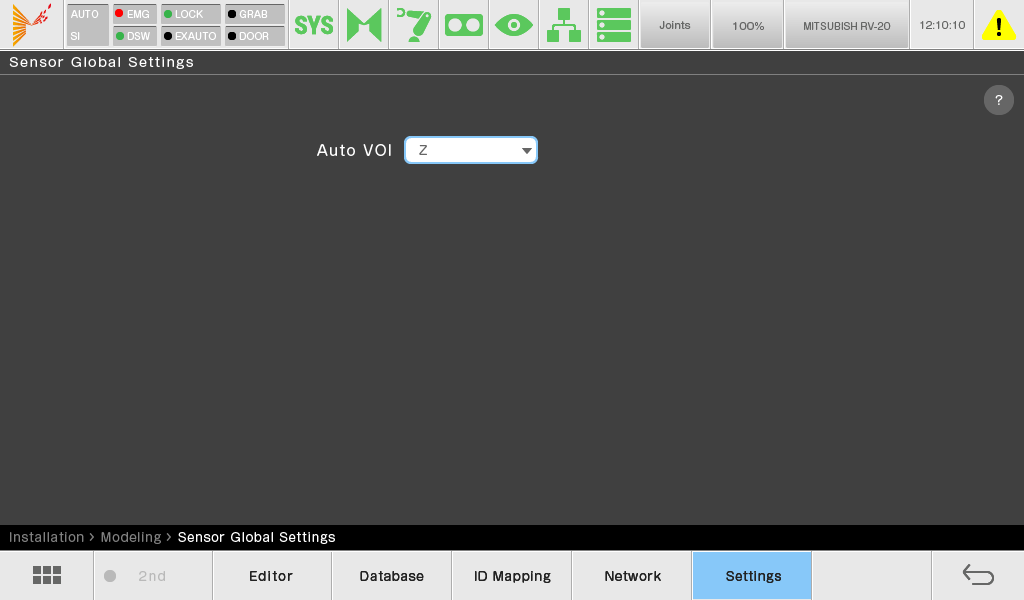 AUTO EMG LOCK GRAB
SI DSW EXAUTO DOOR
SYS
Joints
100%
MITSUBISH RV-20
12:10:10
Sensor Global Settings
?
Auto VOI Z
Installation > Modeling > Sensor Global Settings
2nd Editor Database ID Mapping Network Settings